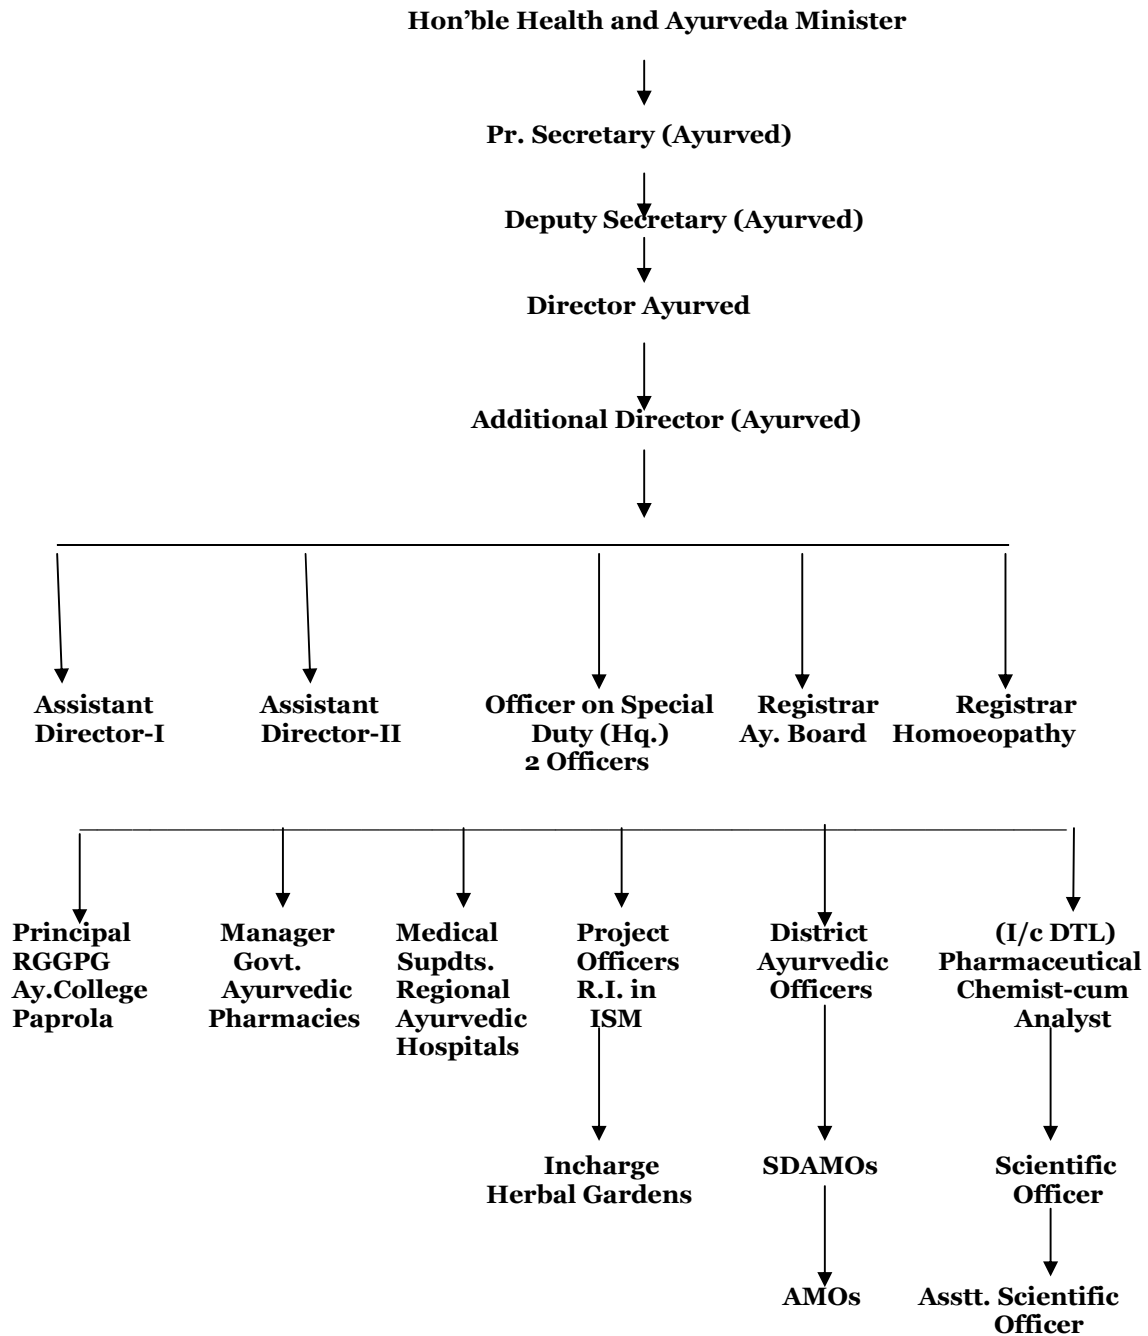 Hon’ble Health and Ayurveda Minister
Pr. Secretary (Ayurved)
Deputy Secretary (Ayurved)
Director Ayurved
Additional Director (Ayurved)
Assistant
Director-I
Assistant
Director-II
Officer on Special
Duty (Hq.)
2 Officers
Registrar
Ay. Board
Registrar
Homoeopathy
Principal
RGGPG
Ay.College
Paprola
Manager
Govt.
Ayurvedic
Pharmacies
Medical
Supdts.
Regional
Ayurvedic
Hospitals
Project
Officers
R.I. in
ISM
District
Ayurvedic
Officers
(I/c DTL)
Pharmaceutical
Chemist-cum
Analyst
Incharge
Herbal Gardens
SDAMOs
Scientific
Officer
AMOs
Asstt. Scientific
Officer